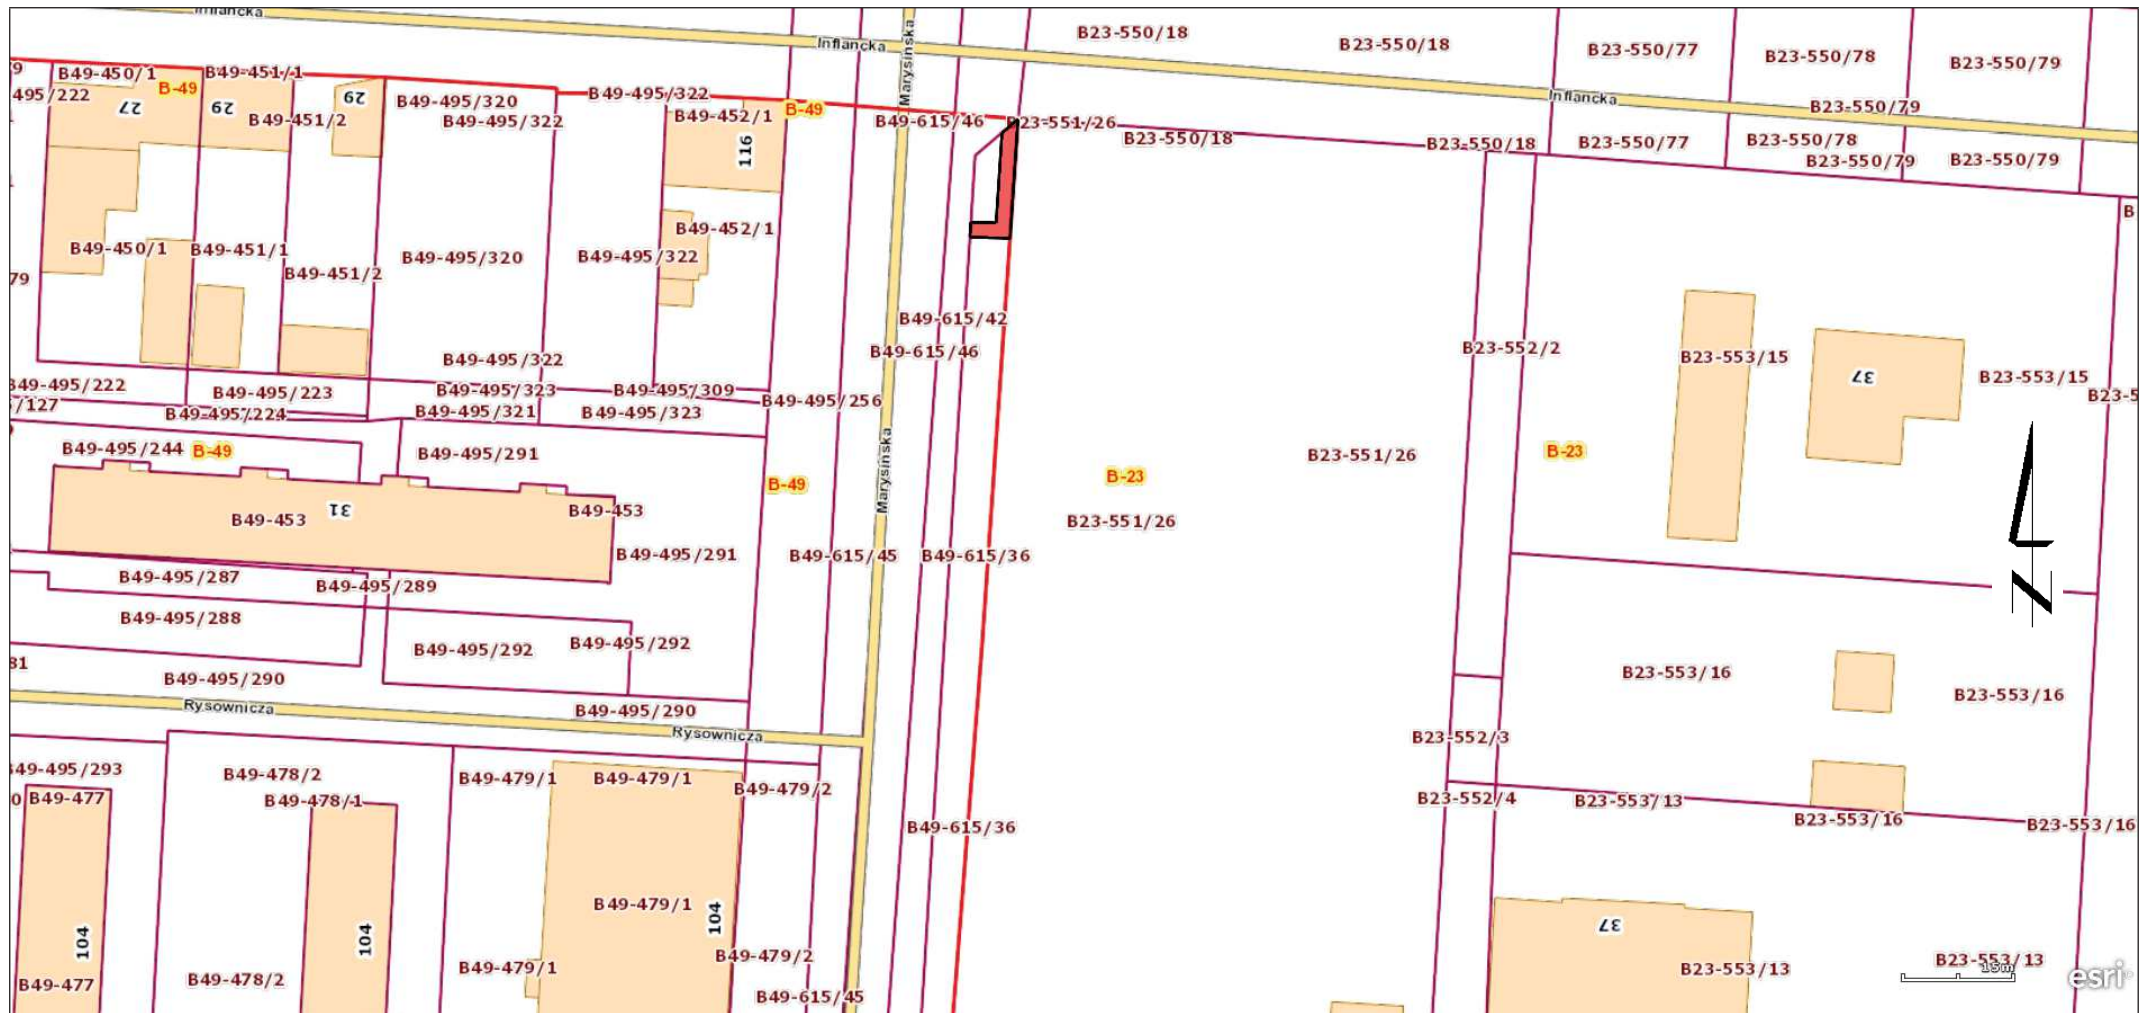 Inflancka
B23-550/18
B23-550/18
B23-550/77
B23-550/78
B23-550/79
Inflancka
Marysińska
9
B49-450/1
B49-451/1
B-49
495/222
27
29
29
B49-451/2
B49-495/320
B49-495/322
B49-495/322
B-49
B49-452/1
116
B49-615/46
B23-551/26
Inflancka
B23-550/79
B23-550/18
B23-550/18
B23-550/77
B23-550/78
B23-550/79
B23-550/79
B
B49-450/1
B49-451/1
B49-451/2
B49-495/320
B49-495/322
B49-452/1
79
B49-615/42
B49-615/46
B23-552/2
B23-553/15
37
B23-553/15
B23-5
B49-495/322
B49-495/222
B49-495/223
B49-495/323
B49-495/309
B49-495/256
/127
B49-495/224
B49-495/321
B49-495/323
B49-495/244
B-49
B49-495/291
Marysińska
B-49
B-23
B23-551/26
B-23
B23-551/26
B49-453
31
B49-453
B49-495/291
B49-615/45
B49-615/36
B49-495/287
B49-495/289
B49-495/288
B49-495/292
B49-495/292
N
81
B49-495/290
B23-553/16
B23-553/16
Rysownicza
B49-495/290
Rysownicza
B23-552/3
B49-495/293
B49-478/2
B49-479/1
B49-479/1
B49-479/2
0
B49-477
B49-478/1
B23-552/4
B23-553/13
B23-553/16
B23-553/16
B49-615/36
B49-479/1
104
104
104
37
B49-477
B49-478/2
B49-479/1
B49-479/2
B49-615/45
B23-553/13
B23-553/13
15m
esri